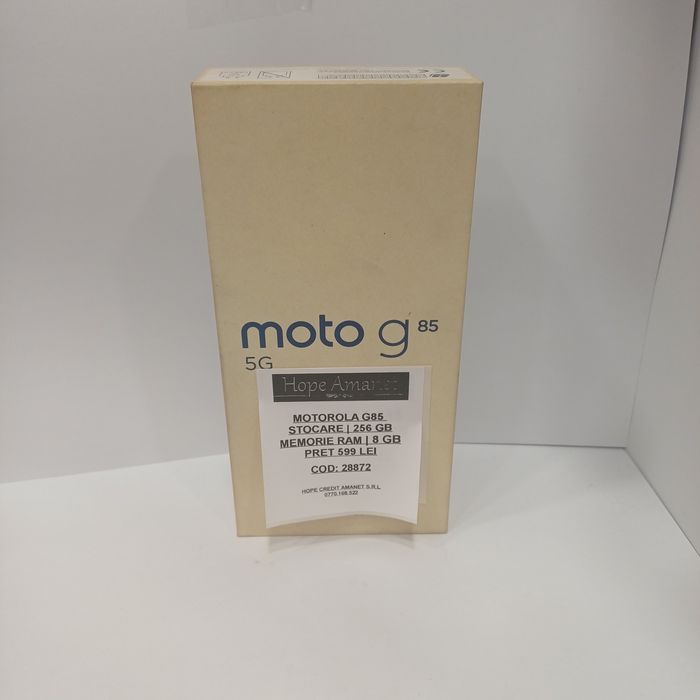 moto g 85
5G
Hope Amanet
MOTOROLA G85
STOCARE | 256 GB
MEMORIE RAM | 8 GB
PRET 599 LEI
COD: 28872
HOPE CREDIT AMANET S.R.L
0770.168.522